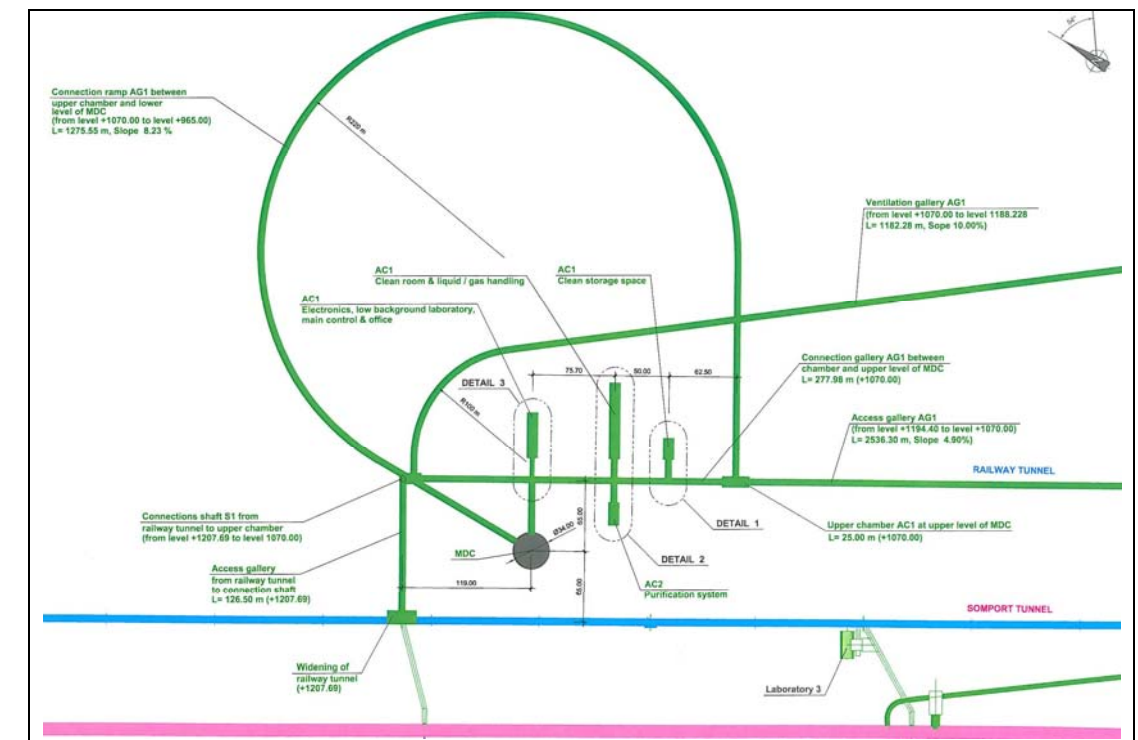 54°
Connection ramp AG1 between
upper chamber and lower
level of MDC
(from level +1070.00 to level +965.00)
L= 1275.55 m, Slope 8.23 %
R220 m
Ventilation gallery AG1
(from level +1070.00 to level 1188.228
L= 1182.28 m, Sope 10.00%)
AC1
Clean room & liquid / gas handling
AC1
Clean storage space
AC1
Electronics, low background laboratory,
main control & office
75.70
50.00
62.50
DETAIL 3
R100 m
Connection gallery AG1 between
chamber and upper level of MDC
L= 277.98 m (+1070.00)
Access gallery AG1
(from level +1194.40 to level +1070.00)
L= 2536.30 m, Slope 4.90%)
RAILWAY TUNNEL
Connections shaft S1 from
railway tunnel to upper chamber
(from level +1207.69 to level 1070.00)
65.00
Ø34.00
DETAIL 1
Upper chamber AC1 at upper level of MDC
L= 25.00 m (+1070.00)
MDC
DETAIL 2
Access gallery
from railway tunnel
to connection shaft
L= 126.50 m (+1207.69)
119.00
65.00
AC2
Purification system
SOMPORT TUNNEL
Widening of
railway tunnel
(+1207.69)
Laboratory 3